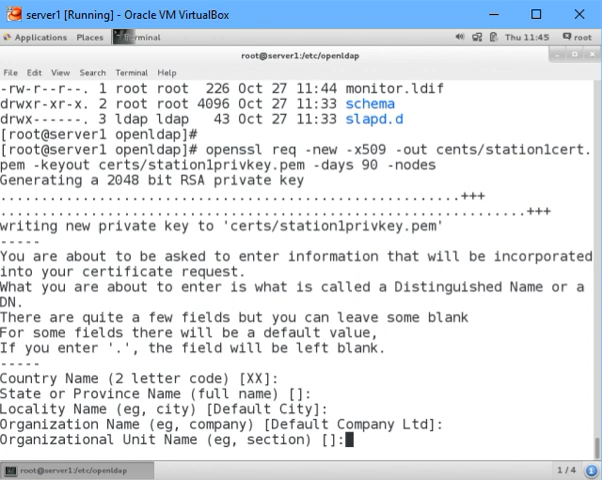 server1 [Running] - Oracle VM VirtualBox
Applications Places Terminal Thu 11:45 root
root@server1:/etc/openldap
File Edit View Search Terminal Help
-rw-r--r--. 1 root root  226 Oct 27 11:44 monitor.ldif
drwxr-xr-x. 2 root root 4096 Oct 27 11:33 schema
drwx------. 3 ldap ldap   43 Oct 27 11:33 slapd.d
[root@server1 openldap]#
[root@server1 openldap]# openssl req -new -x509 -out cents/station1cert.
pem -keyout certs/station1privkey.pem -days 90 -nodes
Generating a 2048 bit RSA private key
........................................................+++
................................................................+++
writing new private key to 'certs/station1privkey.pem'
-----
You are about to be asked to enter information that will be incorporated
into your certificate request.
What you are about to enter is what is called a Distinguished Name or a
DN.
There are quite a few fields but you can leave some blank
For some fields there will be a default value,
If you enter '.', the field will be left blank.
-----
Country Name (2 letter code) [XX]:
State or Province Name (full name) []:
Locality Name (eg, city) [Default City]:
Organization Name (eg, company) [Default Company Ltd]:
Organizational Unit Name (eg, section) []:
root@server1:/etc/openldap 1 / 4